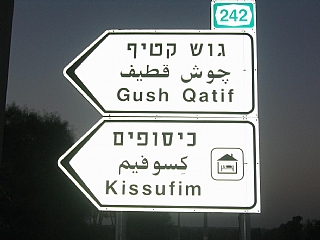 242
גוש קטיף
چوش قطيف
Gush Qatif
כיסופים
كسوفيم
Kissufim